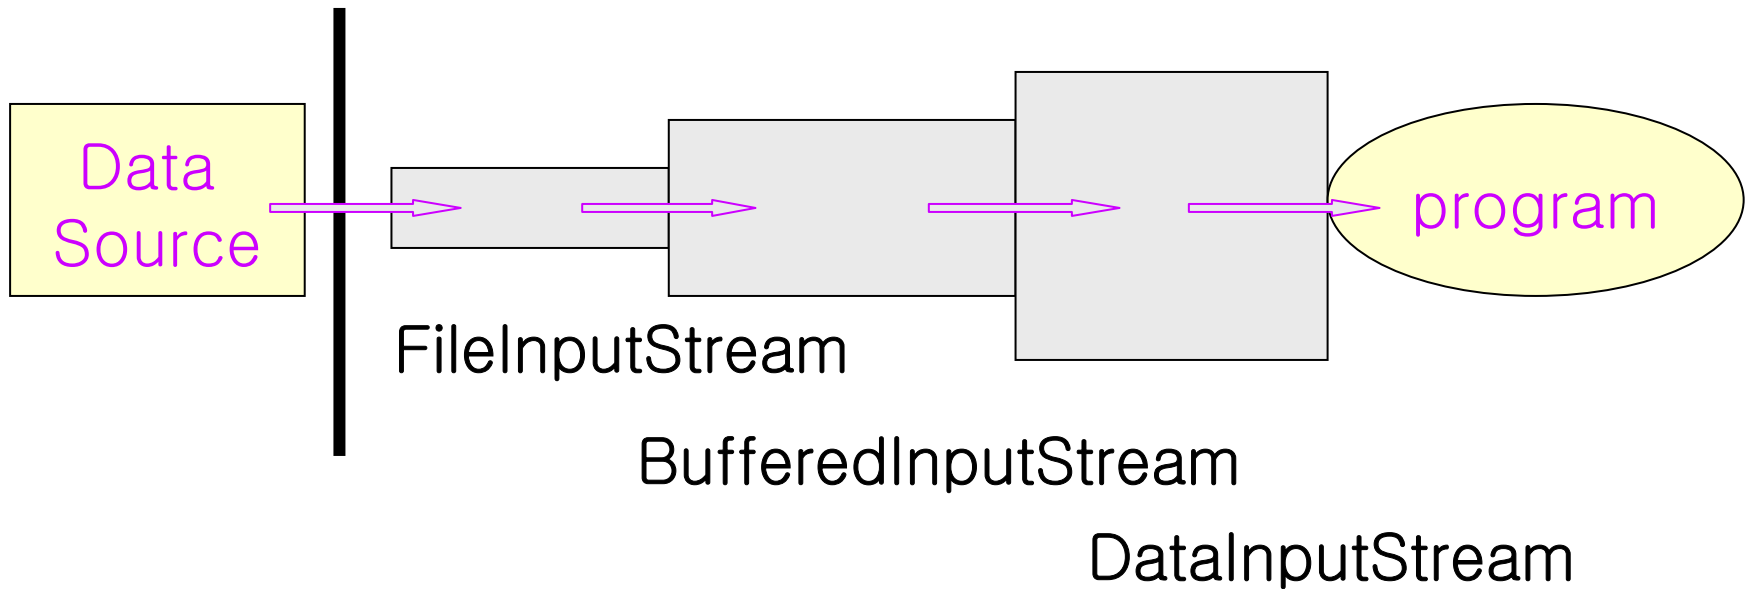 Data
Source
program
FileInputStream
BufferedInputStream
DataInputStream